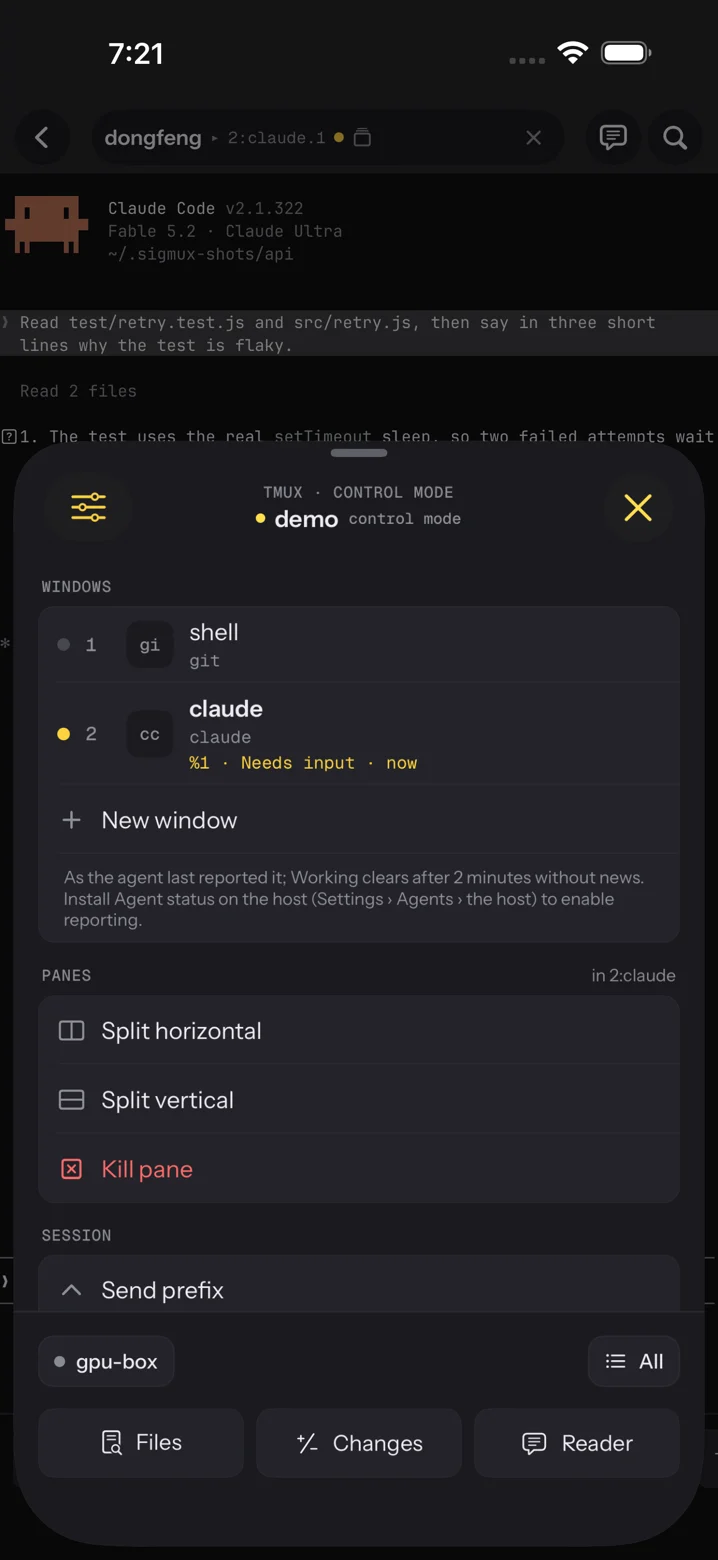 7:21
dongfeng ▸ 2:claude.1
Claude Code v2.1.322
Fable 5.2 · Claude Ultra
~/.sigmux-shots/api
❯ Read test/retry.test.js and src/retry.js, then say in three short
lines why the test is flaky.
Read 2 files
1. The test uses the real setTimeout sleep, so two failed attempts wait
TMUX · CONTROL MODE
demo control mode
WINDOWS
1 gi shell
git
2 cc claude
claude
%1 · Needs input · now
New window
As the agent last reported it; Working clears after 2 minutes without news.
Install Agent status on the host (Settings › Agents › the host) to enable
reporting.
PANES in 2:claude
Split horizontal
Split vertical
Kill pane
SESSION
Send prefix
gpu-box All
Files Changes Reader